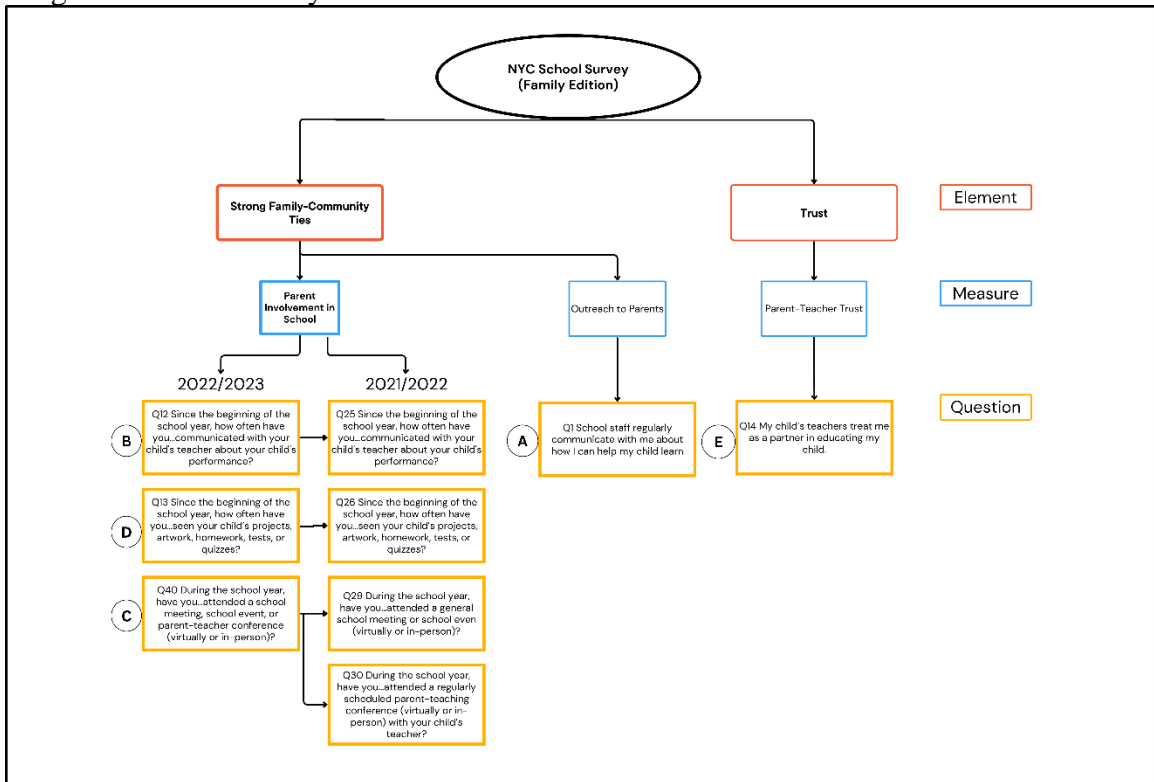 NYC School Survey
(Family Edition)
Strong Family-Community
Ties
Trust
Element
Parent
Involvement in
School
Outreach to Parents
Parent-Teacher Trust
Measure
2022/2023
2021/2022
Question
B
Q12 Since the beginning of the
school year, how often have
you...communicated with your
child's teacher about your child's
performance?
Q25 Since the beginning of the
school year, how often have
you...communicated with your
child's teacher about your child's
performance?
A
Q1 School staff regularly
communicate with me about
how I can help my child learn
E
Q14 My child's teachers treat me
as a partner in educating my
child.
D
Q13 Since the beginning of the
school year, how often have
you...seen your child's projects,
artwork, homework, tests, or
quizzes?
Q26 Since the beginning of the
school year, how often have
you...seen your child's projects,
artwork, homework, tests, or
quizzes?
C
Q40 During the school year,
have you...attended a school
meeting, school event, or
parent-teacher conference
(virtually or in-person)?
Q29 During the school year,
have you...attended a general
school meeting or school even
(virtually or in-person)?
Q30 During the school year,
have you...attended a regularly
scheduled parent-teaching
conference (virtually or in-
person) with your child's
teacher?